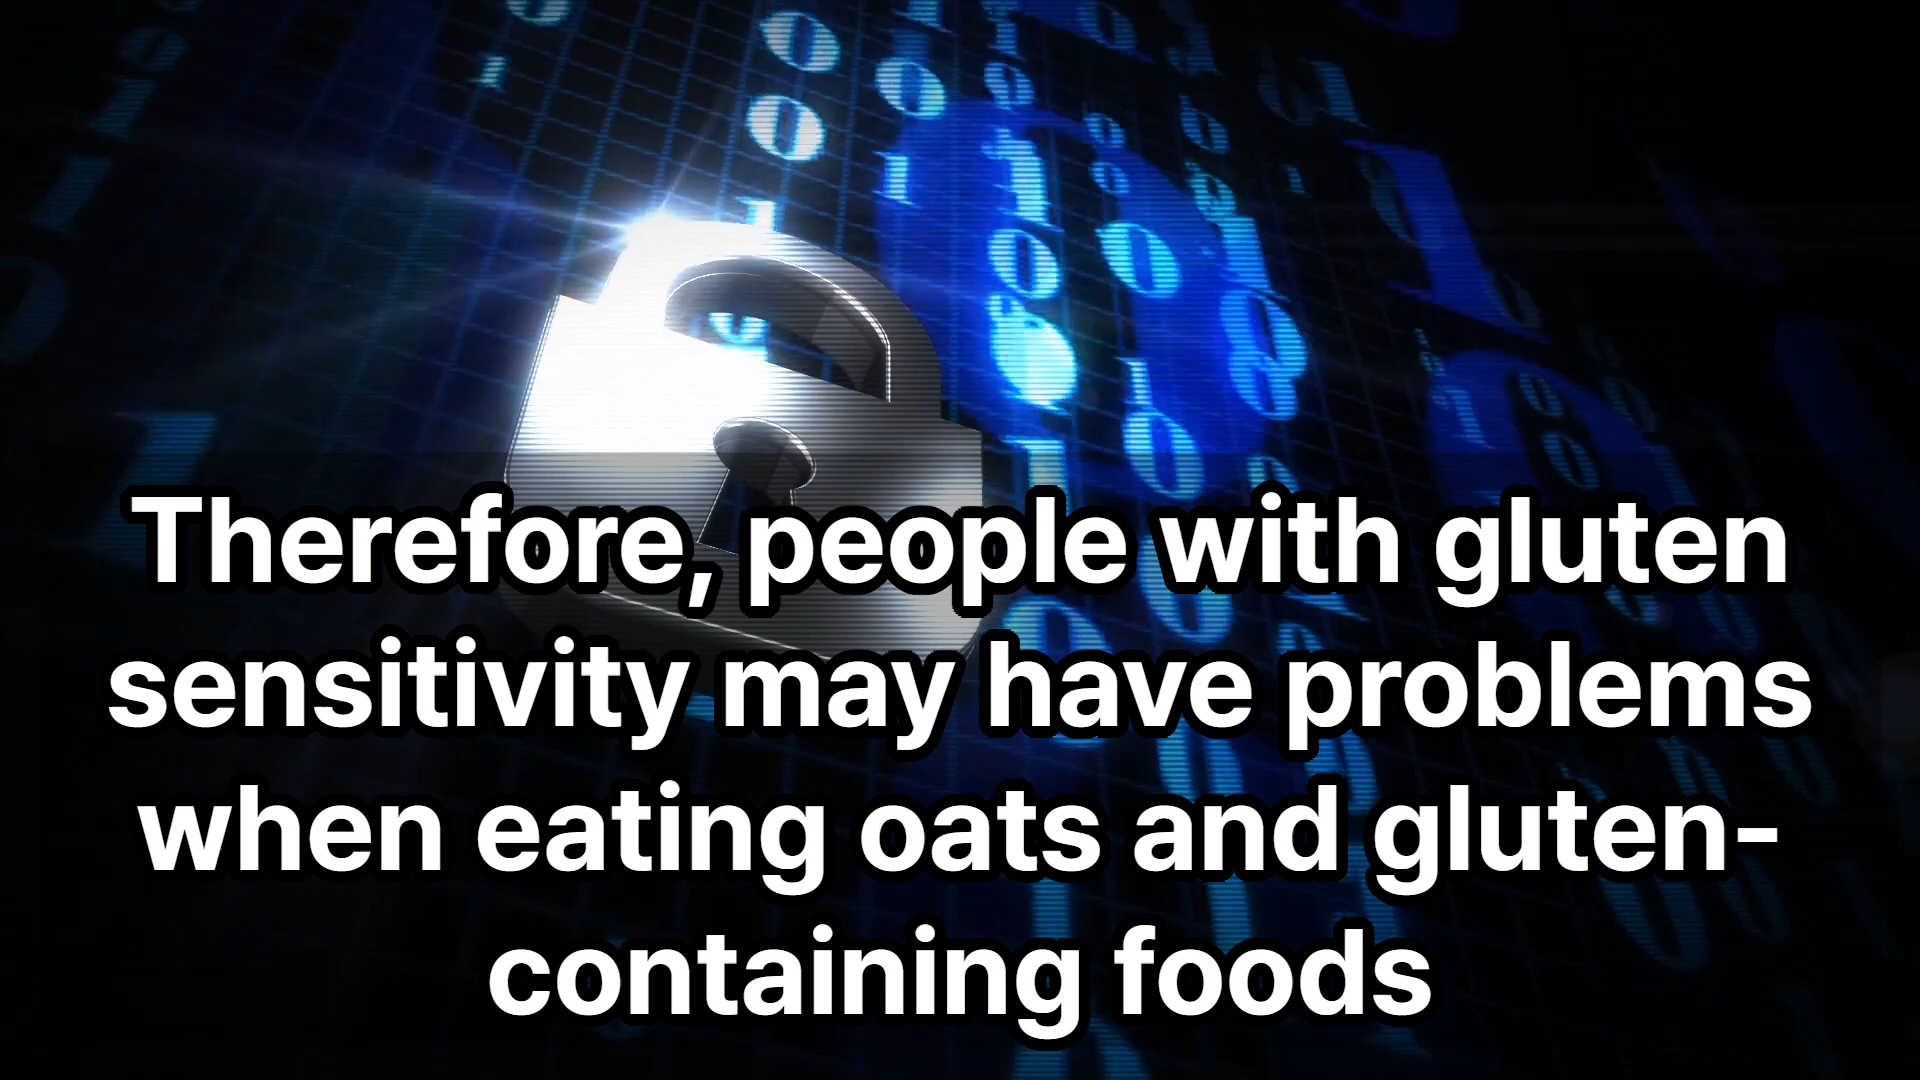 Therefore, people with gluten
sensitivity may have problems
when eating oats and gluten-
containing foods